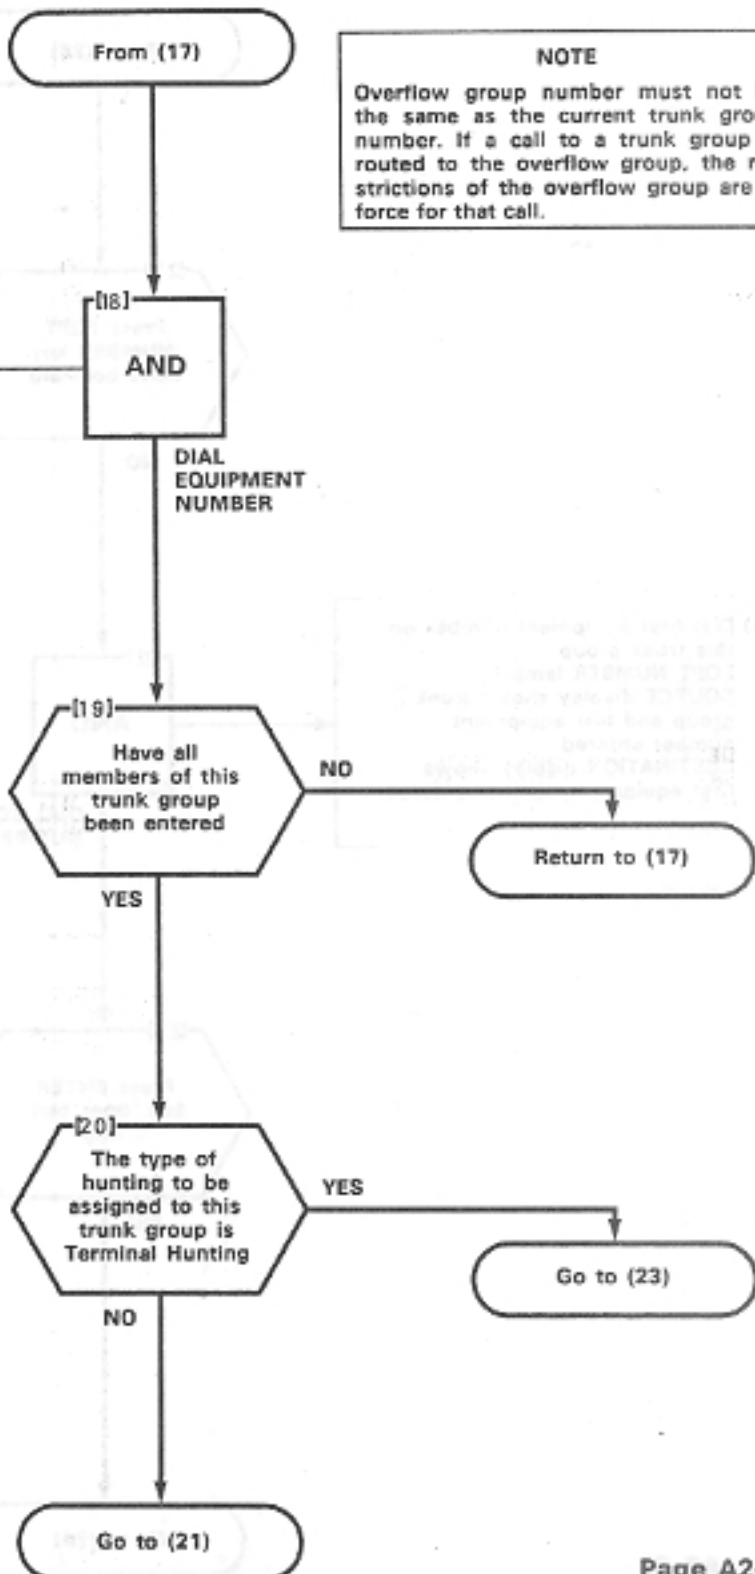 From (17)
NOTE
Overflow group number must not
the same as the current trunk
number. If a call to a trunk group
routed to the overflow group, the
strictions of the overflow group are
force for that call.
[18]
AND
DIAL
EQUIPMENT
NUMBER
[19]
Have all
members of this
trunk group
been entered
NO
Return to (17)
YES
[20]
The type of
hunting to be
assigned to this
trunk group is
Terminal Hunting
YES
Go to (23)
NO
Go to (21)
Page A2